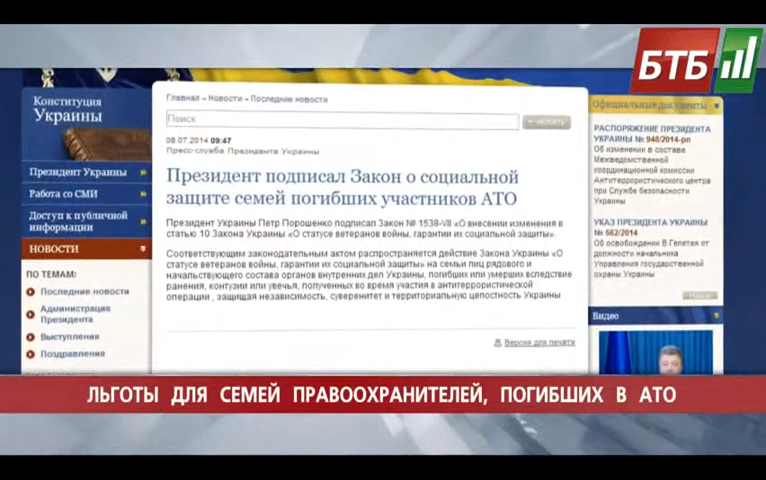 БТБ
Конституция
Украины
Президент Украины
Работа со СМИ
Доступ к публичной
информации
НОВОСТИ
ПО ТЕМАМ:
Последние новости
Администрация
Президента
Выступления
Поздравления
Главная – Новости – Последние новости
Поиск
ИСКАТЬ
08.07.2014 09:47
Пресс-служба Президента Украины
Президент подписал Закон о социальной
защите семей погибших участников АТО
Президент Украины Петр Порошенко подписал Закон № 1538-VII «О внесении изменения в
статью 10 Закона Украины «О статусе ветеранов войны, гарантии их социальной защиты».
Соответствующим законодательным актом распространяется действие Закона Украины «О
статусе ветеранов войны, гарантии их социальной защиты» на семьи лиц рядового и
начальствующего состава органов внутренних дел Украины, погибших или умерших вследствие
ранения, контузии или увечья, полученных во время участия в антитеррористической
операции , защищая независимость, суверенитет и территориальную целостность Украины
Версия для печати
Официальные документы
РАСПОРЯЖЕНИЕ ПРЕЗИДЕНТА
УКРАИНЫ № 948/2014-рп
Об изменении в составе
Межведомственной
координационной комиссии
Антитеррористического центра
при Службе безопасности
Украины
УКАЗ ПРЕЗИДЕНТА УКРАИНЫ
№ 562/2014
Об освобождении В.Гелетея от
должности начальника
Управления государственной
охраны Украины
Видео
ЛЬГОТЫ ДЛЯ СЕМЕЙ ПРАВООХРАНИТЕЛЕЙ, ПОГИБШИХ В АТО